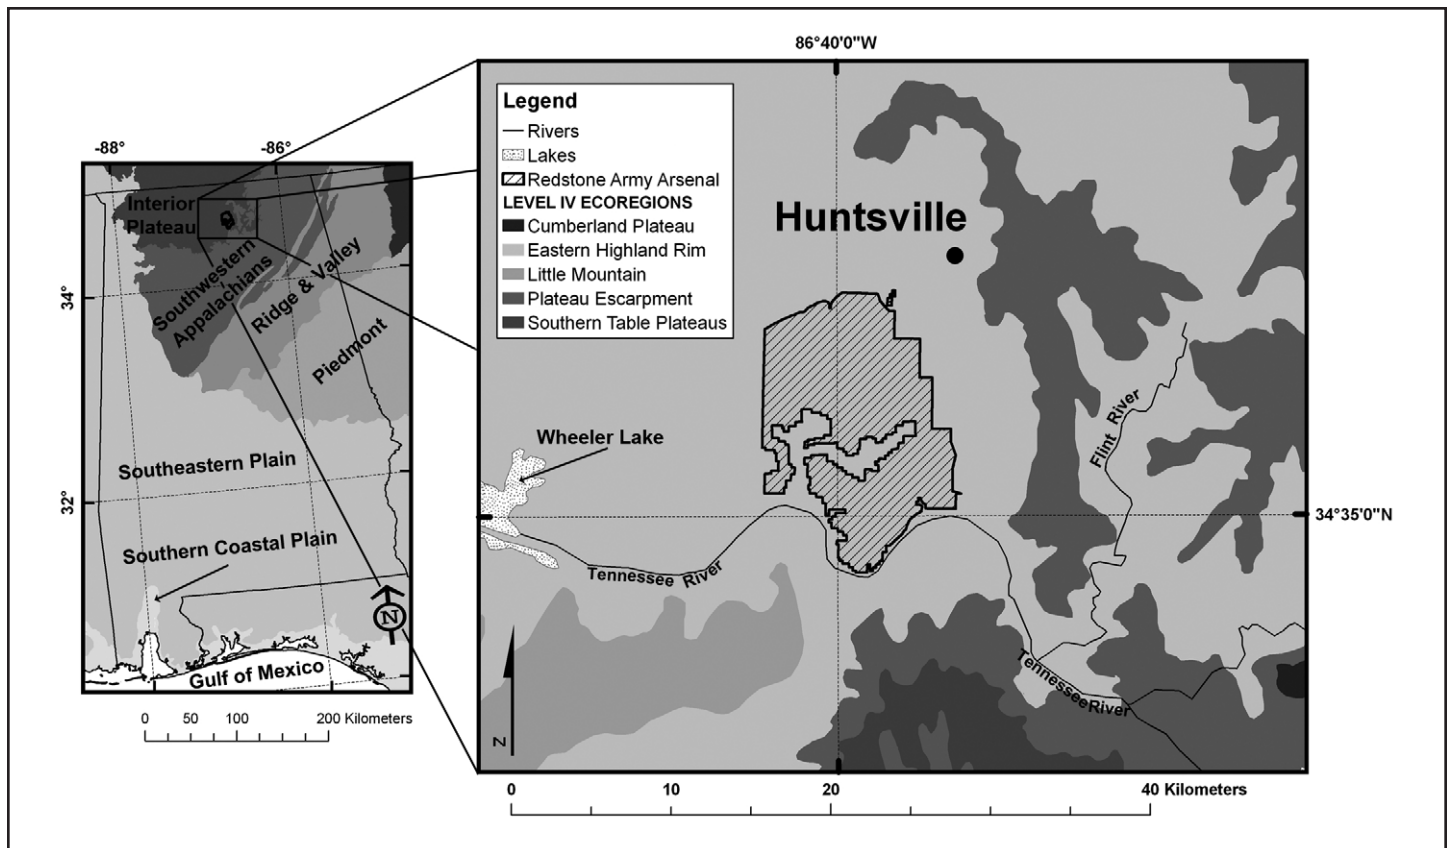 86°40'0"W
Legend
Rivers
Lakes
Redstone Army Arsenal
LEVEL IV ECOREGIONS
Cumberland Plateau
Eastern Highland Rim
Little Mountain
Plateau Escarpment
Southern Table Plateaus
-88°
-86°
Interior
Plateau
Southwestern
Appalachians
Ridge & Valley
Piedmont
34°
32°
Southeastern Plain
Southern Coastal Plain
N
Gulf of Mexico
0 50 100 200 Kilometers
Huntsville
Wheeler Lake
Flint River
34°35'0"N
Tennessee River
TennesseeRiver
N
0 10 20 40 Kilometers